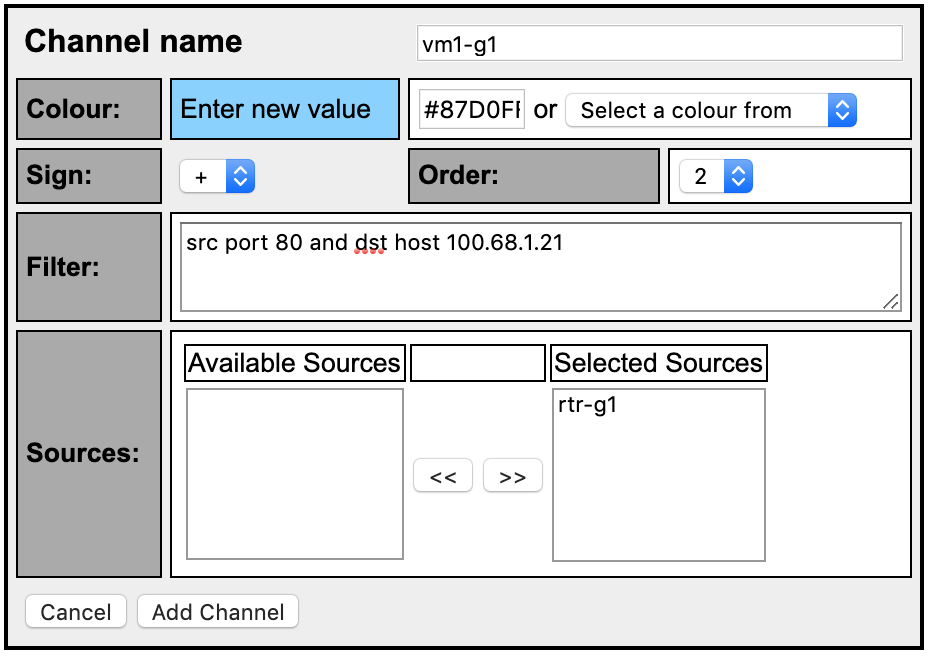 Channel name vm1-g1
Colour: Enter new value #87D0FF or Select a colour from
Sign: + Order: 2
Filter: src port 80 and dst host 100.68.1.21
Available Sources Selected Sources
rtr-g1
Sources: << >>
Cancel Add Channel